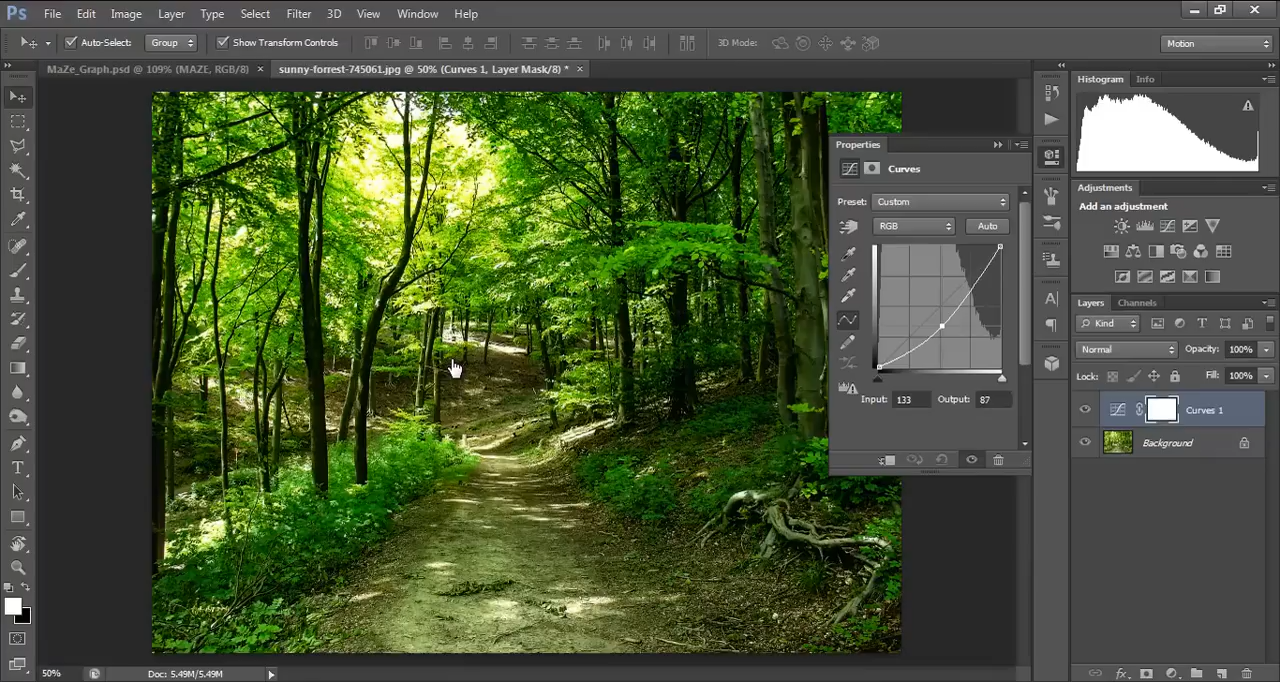 Ps File Edit Image Layer Type Select Filter 3D View Window Help
Auto-Select: Group Show Transform Controls 3D Mode: Motion
MaZe_Graph.psd @ 109% (MAZE, RGB/8) × sunny-forrest-745061.jpg @ 50% (Curves 1, Layer Mask/8) * ×
Histogram Info
Properties
Curves
Preset: Custom
RGB Auto
Input: 133 Output: 87
Adjustments
Add an adjustment
Layers Channels
Kind
Normal Opacity: 100%
Lock: Fill: 100%
Curves 1
Background
50% Doc: 5.49M/5.49M